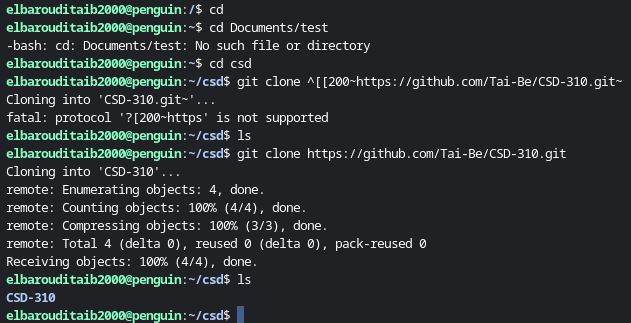 elbarouditaib2000@penguin:/$ cd
elbarouditaib2000@penguin:~$ cd Documents/test
-bash: cd: Documents/test: No such file or directory
elbarouditaib2000@penguin:~$ cd csd
elbarouditaib2000@penguin:~/csd$ git clone ^[[200~https://github.com/Tai-Be/CSD-310.git~
Cloning into 'CSD-310.git~'...
fatal: protocol '?[200~https' is not supported
elbarouditaib2000@penguin:~/csd$ ls
elbarouditaib2000@penguin:~/csd$ git clone https://github.com/Tai-Be/CSD-310.git
Cloning into 'CSD-310'...
remote: Enumerating objects: 4, done.
remote: Counting objects: 100% (4/4), done.
remote: Compressing objects: 100% (3/3), done.
remote: Total 4 (delta 0), reused 0 (delta 0), pack-reused 0
Receiving objects: 100% (4/4), done.
elbarouditaib2000@penguin:~/csd$ ls
CSD-310
elbarouditaib2000@penguin:~/csd$